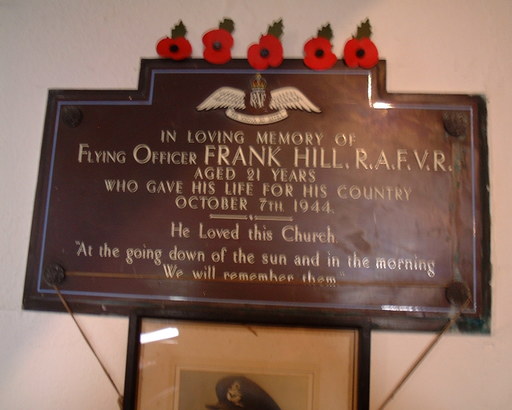 IN LOVING MEMORY OF
FLYING OFFICER FRANK HILL. R.A.F.V.R.
AGED 21 YEARS
WHO GAVE HIS LIFE FOR HIS COUNTRY
OCTOBER 7TH, 1944.
He Loved this Church.
"At the going down of the sun and in the morning
We will remember them"